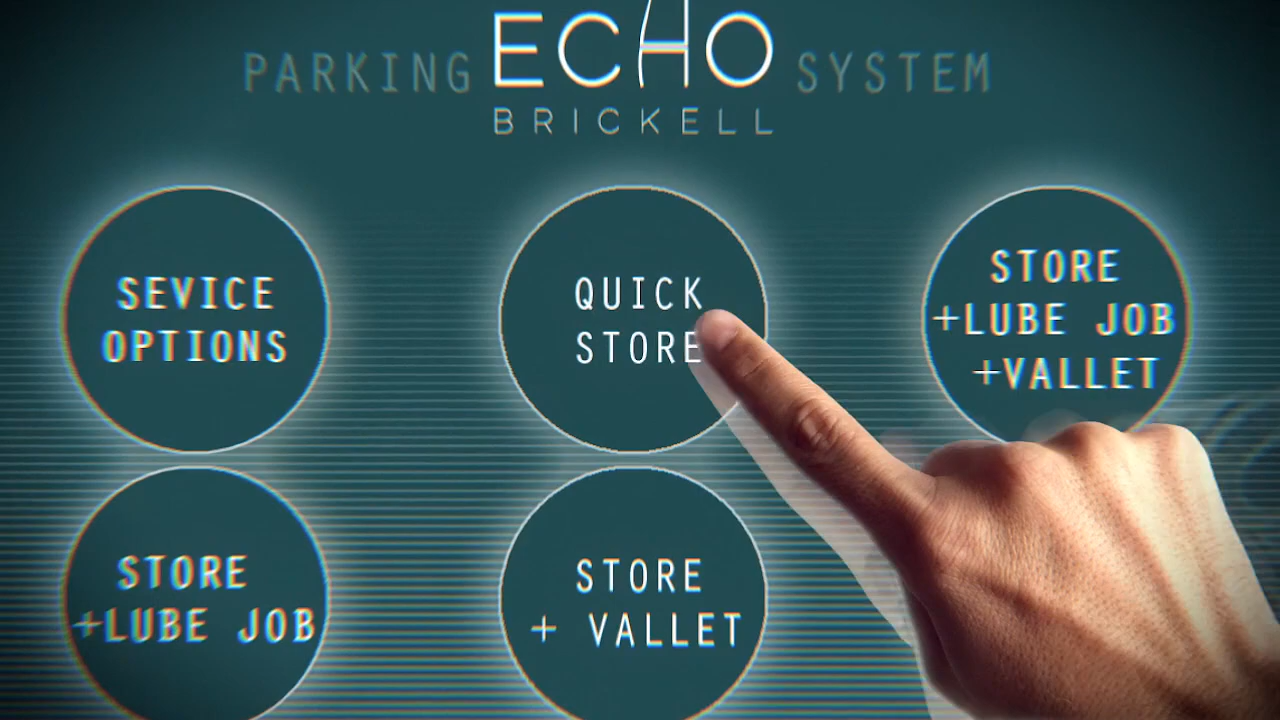 PARKING ECHO SYSTEM
BRICKELL
SEVICE
OPTIONS
QUICK
STORE
STORE
+LUBE JOB
+VALLET
STORE
+LUBE JOB
STORE
+ VALLET